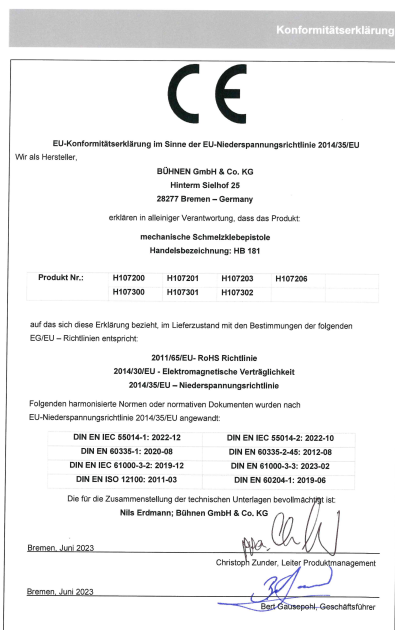 Konformitätserklärung
CE
EU-Konformitätserklärung im Sinne der EU-Niederspannungsrichtlinie 2014/35/EU
Wir als Hersteller,
BÜHNEN GmbH & Co. KG
Hinterm Sielhof 25
28277 Bremen – Germany
erklären in alleiniger Verantwortung, dass das Produkt:
mechanische Schmelzklebepistole
Handelsbezeichnung: HB 181
Produkt Nr.: H107200 H107201 H107203 H107206
H107300 H107301 H107302
auf das sich diese Erklärung bezieht, im Lieferzustand mit den Bestimmungen der folgenden
EG/EU – Richtlinien entspricht:
2011/65/EU- RoHS Richtlinie
2014/30/EU - Elektromagnetische Verträglichkeit
2014/35/EU – Niederspannungsrichtlinie
Folgenden harmonisierte Normen oder normativen Dokumenten wurden nach
EU-Niederspannungsrichtlinie 2014/35/EU angewandt:
DIN EN IEC 55014-1: 2022-12 DIN EN IEC 55014-2: 2022-10
DIN EN 60335-1: 2020-08 DIN EN 60335-2-45: 2012-08
DIN EN IEC 61000-3-2: 2019-12 DIN EN 61000-3-3: 2023-02
DIN EN ISO 12100: 2011-03 DIN EN 60204-1: 2019-06
Die für die Zusammenstellung der technischen Unterlagen bevollmächtigt ist:
Nils Erdmann; Bühnen GmbH & Co. KG
Bremen, Juni 2023
Christoph Zunder, Leiter Produktmanagement
Bremen, Juni 2023
Bert Gausepohl, Geschäftsführer